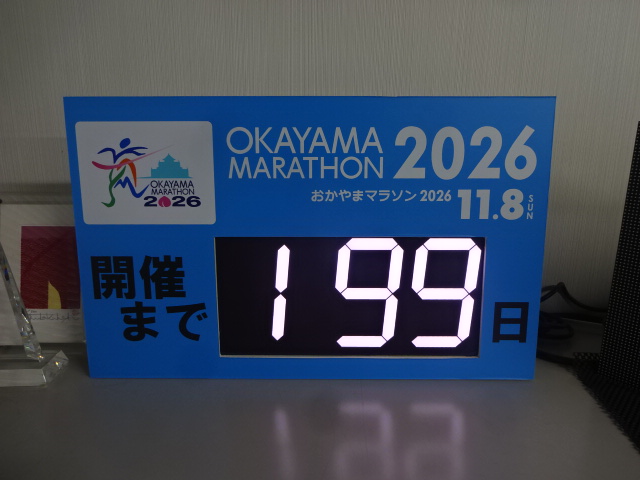 OKAYAMA
MARATHON
2026
OKAYAMA
MARATHON 2026
おかやまマラソン 2026 11.8 SUN
開催
まで 199 日